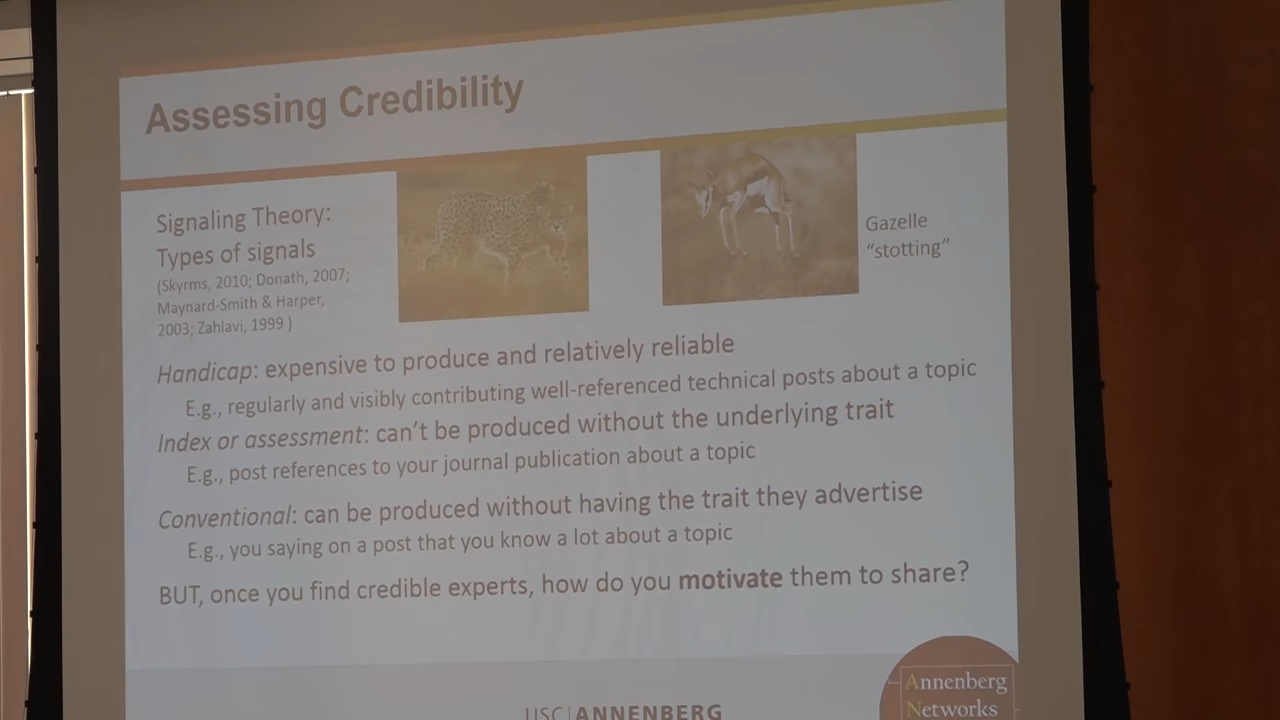 Assessing Credibility
Signaling Theory:
Types of signals
(Skyrms, 2010; Donath, 2007;
Maynard-Smith & Harper,
2003; Zahlavi, 1999 )
Gazelle
“stotting”
Handicap: expensive to produce and relatively reliable
E.g., regularly and visibly contributing well-referenced technical posts about a topic
Index or assessment: can’t be produced without the underlying trait
E.g., post references to your journal publication about a topic
Conventional: can be produced without having the trait they advertise
E.g., you saying on a post that you know a lot about a topic
BUT, once you find credible experts, how do you motivate them to share?
USC ANNENBERG
Annenberg
Networks